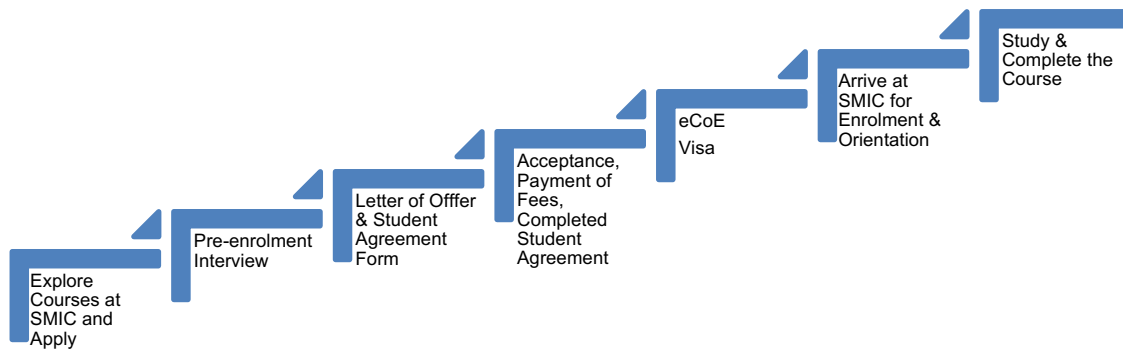 Explore
Courses at
SMIC and
Apply
Pre-enrolment
Interview
Letter of Offfer
& Student
Agreement
Form
Acceptance,
Payment of
Fees,
Completed
Student
Agreement
eCoE
Visa
Arrive at
SMIC for
Enrolment &
Orientation
Study &
Complete the
Course